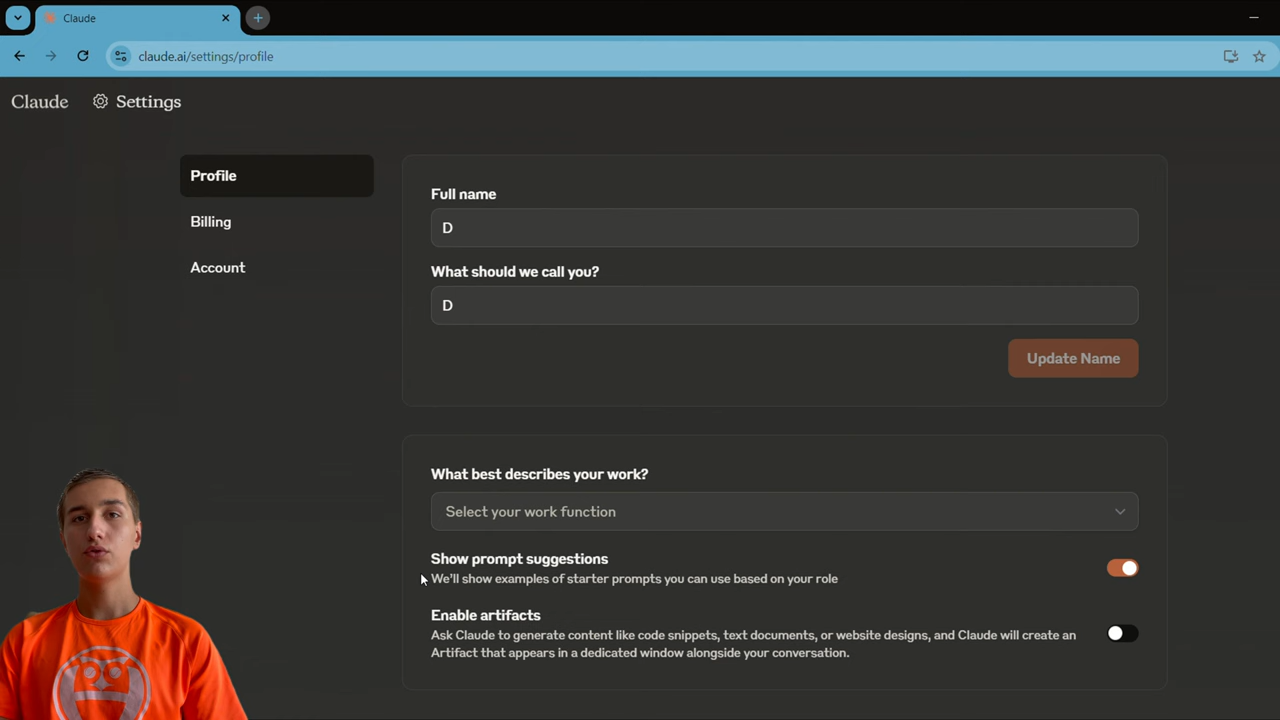 Claude
claude.ai/settings/profile
Claude Settings
Profile
Billing
Account
Full name
D
What should we call you?
D
Update Name
What best describes your work?
Select your work function
Show prompt suggestions
We'll show examples of starter prompts you can use based on your role
Enable artifacts
Ask Claude to generate content like code snippets, text documents, or website designs, and Claude will create an
Artifact that appears in a dedicated window alongside your conversation.